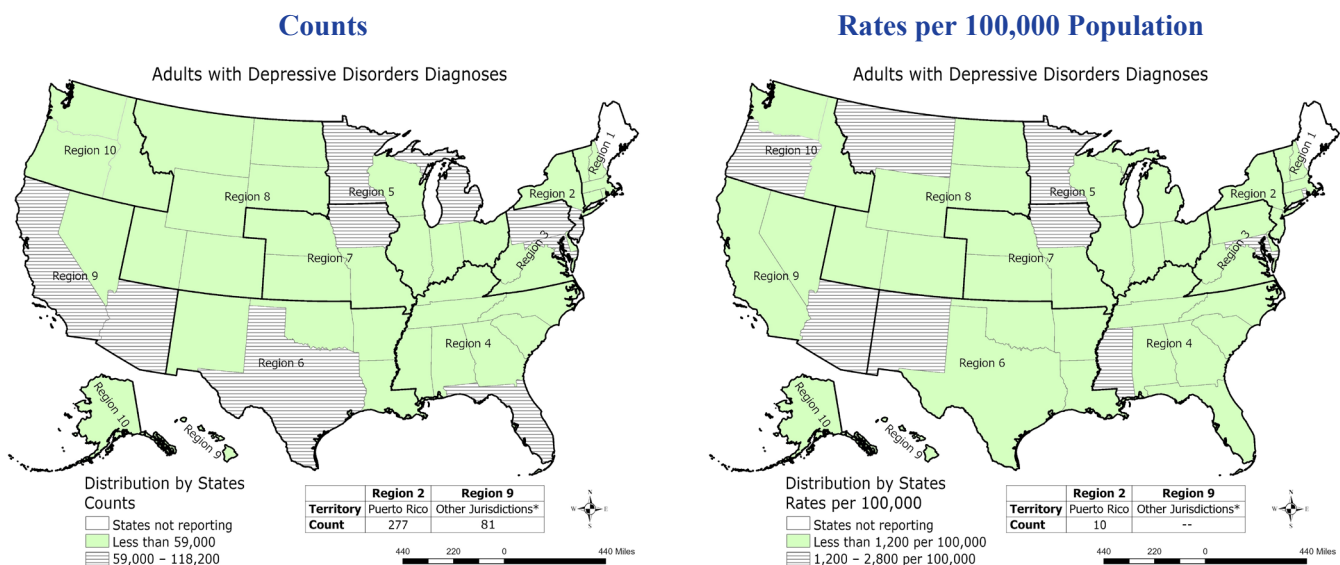 Counts
Adults with Depressive Disorders Diagnoses
Region 1
Region 10
Region 2
Region 5
Region 8
Region 3
Region 7
Region 9
Region 4
Region 6
Region 10
Region 9
Distribution by States
Counts
States not reporting
Less than 59,000
59,000 – 118,200
Region 2 Region 9
Territory Puerto Rico Other Jurisdictions*
Count 277 81
N
W E
S
440 220 0 440 Miles
Rates per 100,000 Population
Adults with Depressive Disorders Diagnoses
Region 1
Region 10
Region 2
Region 5
Region 8
Region 3
Region 7
Region 9
Region 4
Region 6
Region 10
Region 9
Distribution by States
Rates per 100,000
States not reporting
Less than 1,200 per 100,000
1,200 – 2,800 per 100,000
Region 2 Region 9
Territory Puerto Rico Other Jurisdictions*
Count 10 --
N
W E
S
440 220 0 440 Miles